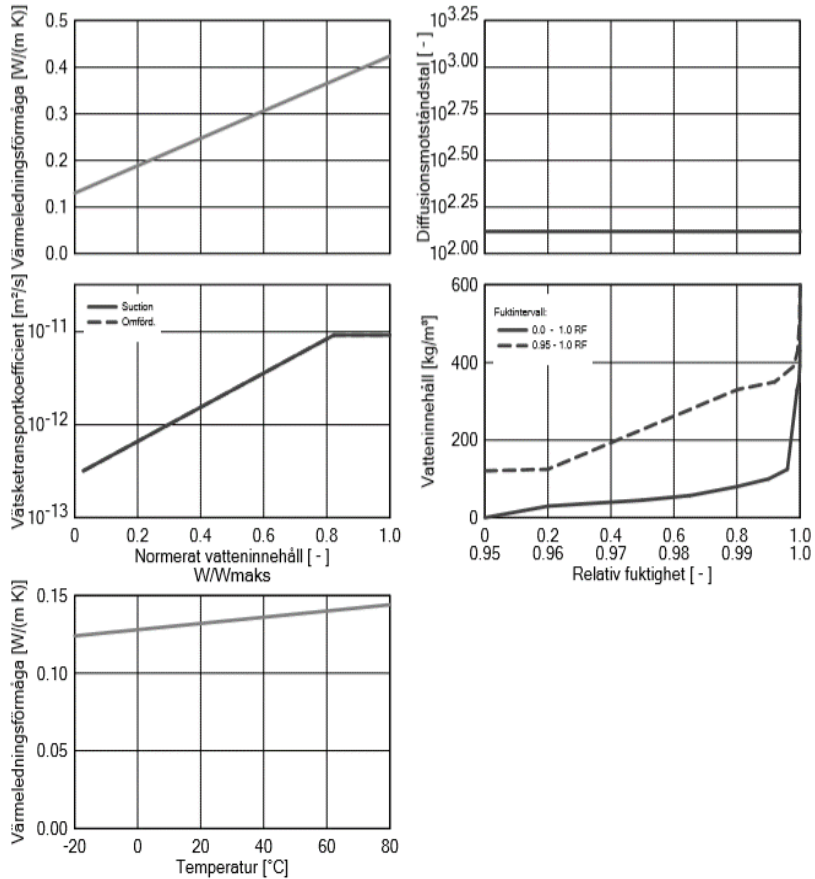 Värmeledningsförmåga [W/(m K)]
0.5
0.4
0.3
0.2
0.1
0.0
Diffusionsmotståndstal [ - ]
10^3.25
10^3.00
10^2.75
10^2.50
10^2.25
10^2.00
Vätsketransportkoefficient [m²/s]
10^-11
10^-12
10^-13
Suction
Omförd.
0 0.2 0.4 0.6 0.8 1.0
Normerat vatteninnehåll [ - ]
W/Wmaks
Vatteninnehåll [kg/m³]
600
400
200
0
Fuktintervall:
0.0 - 1.0 RF
0.95 - 1.0 RF
0 0.2 0.4 0.6 0.8 1.0
0.95 0.96 0.97 0.98 0.99 1.0
Relativ fuktighet [ - ]
Värmeledningsförmåga [W/(m K)]
0.15
0.10
0.05
0.00
-20 0 20 40 60 80
Temperatur [°C]